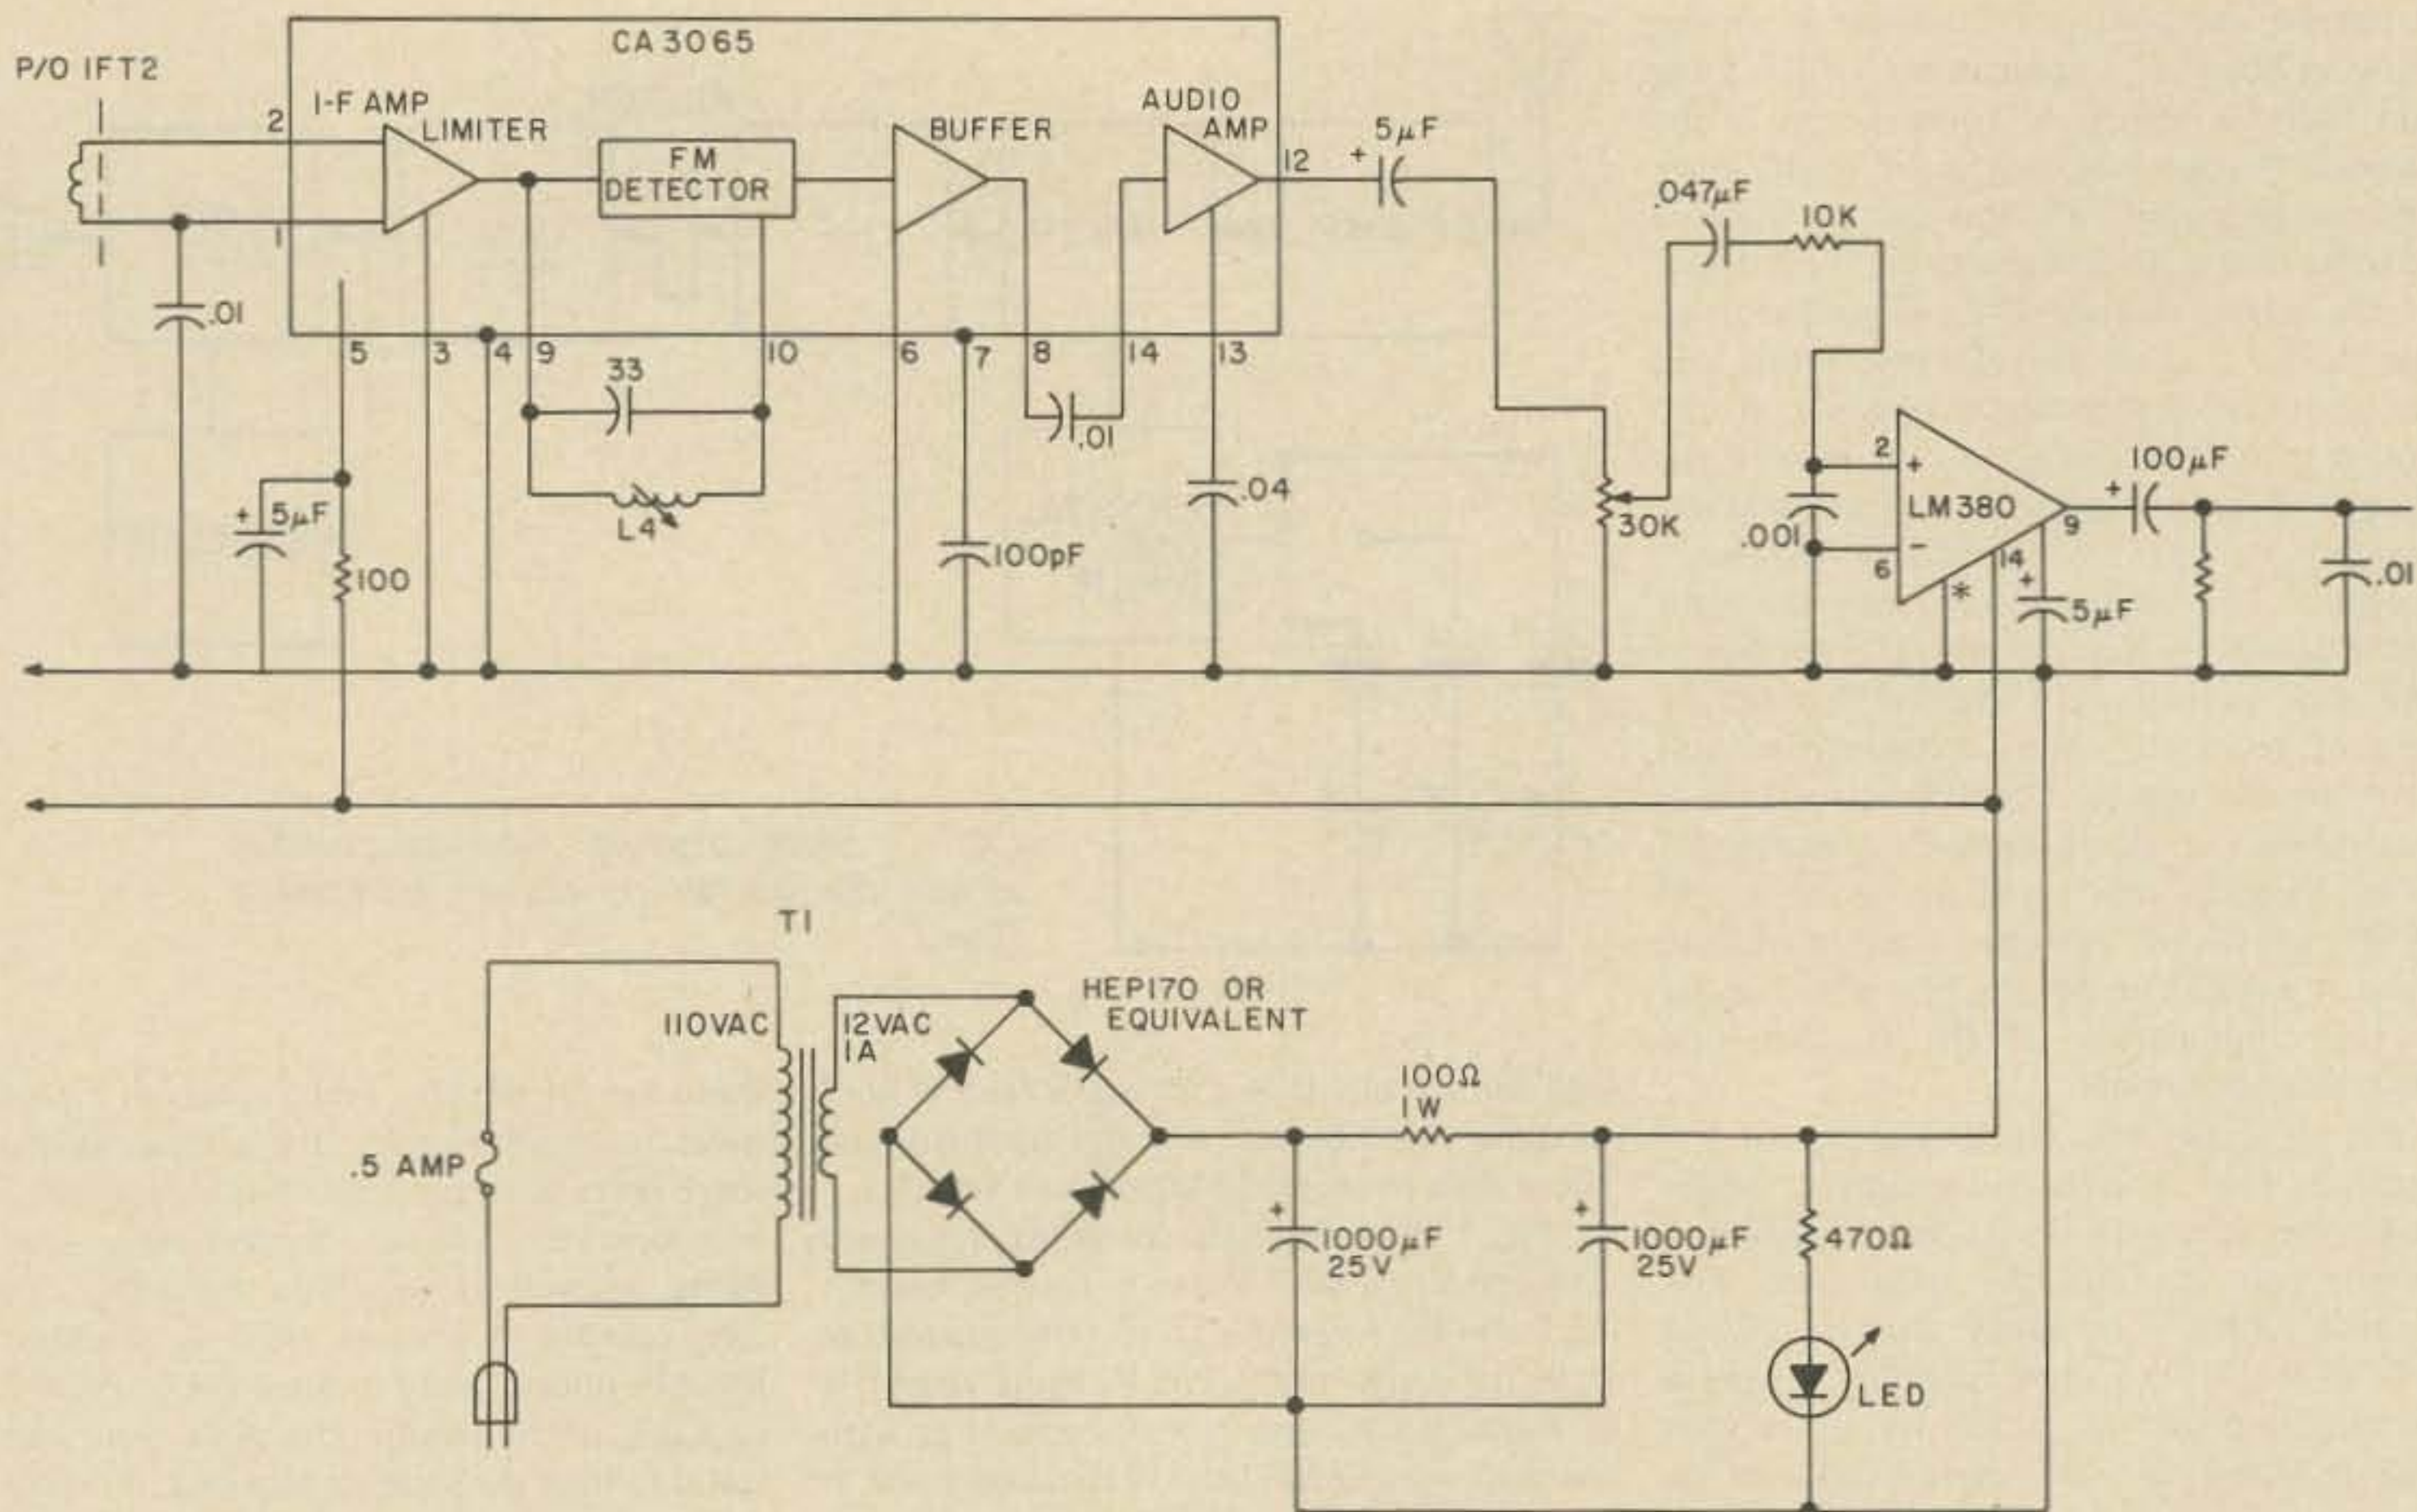 CA3065
P/O IFT2
I-F AMP
LIMITER
FM
DETECTOR
BUFFER
AUDIO
AMP
2
1
12
+
5µF
.01
5
3
4
9
10
6
7
8
14
13
33
L4
.01
.04
100pF
+
5µF
100
.047µF
10K
30K
2
+
LM380
-
6
.001
*
14
9
+
5µF
+
100µF
.01
T1
110VAC
12VAC
1A
HEP170 OR
EQUIVALENT
.5 AMP
100Ω
1W
+
1000µF
25V
+
1000µF
25V
470Ω
LED